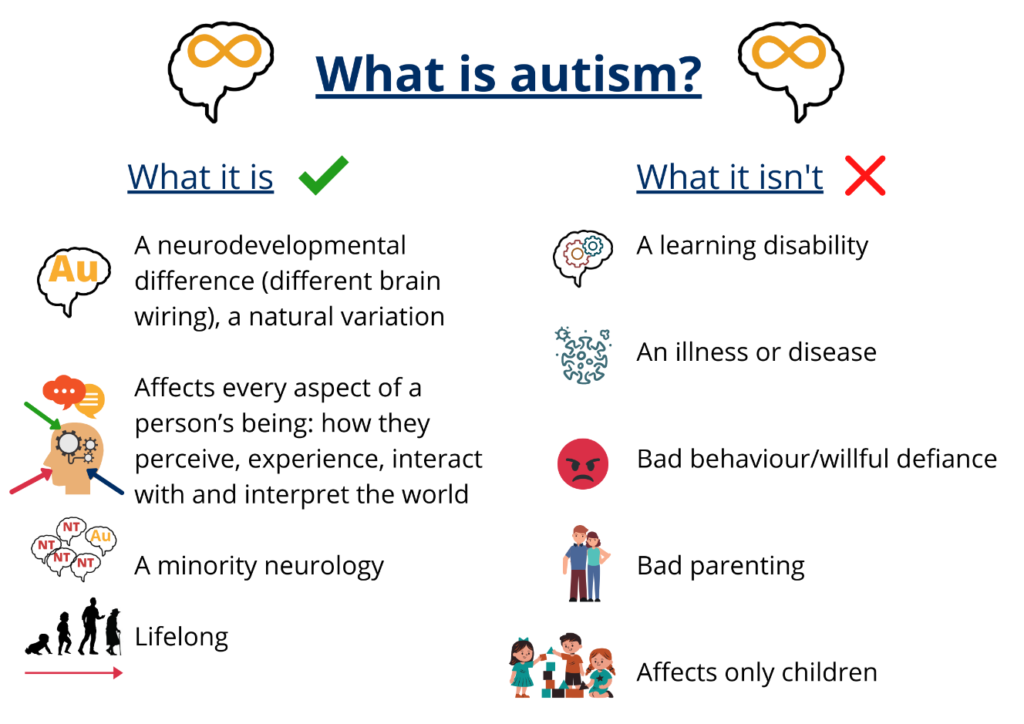 What is autism?
What it is
Au
A neurodevelopmental
difference (different brain
wiring), a natural variation
Affects every aspect of a
person’s being: how they
perceive, experience, interact
with and interpret the world
NT
Au
NT
NT
NT
A minority neurology
Lifelong
What it isn't
A learning disability
An illness or disease
Bad behaviour/willful defiance
Bad parenting
Affects only children